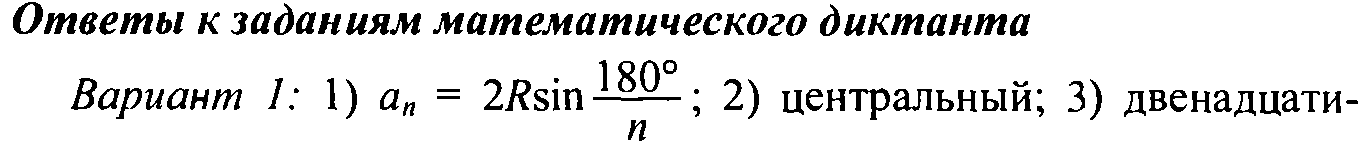 Ответы к заданиям математического диктанта
Вариант 1: 1) aₙ = 2Rsin 180°/n; 2) центральный; 3) двенадцати-